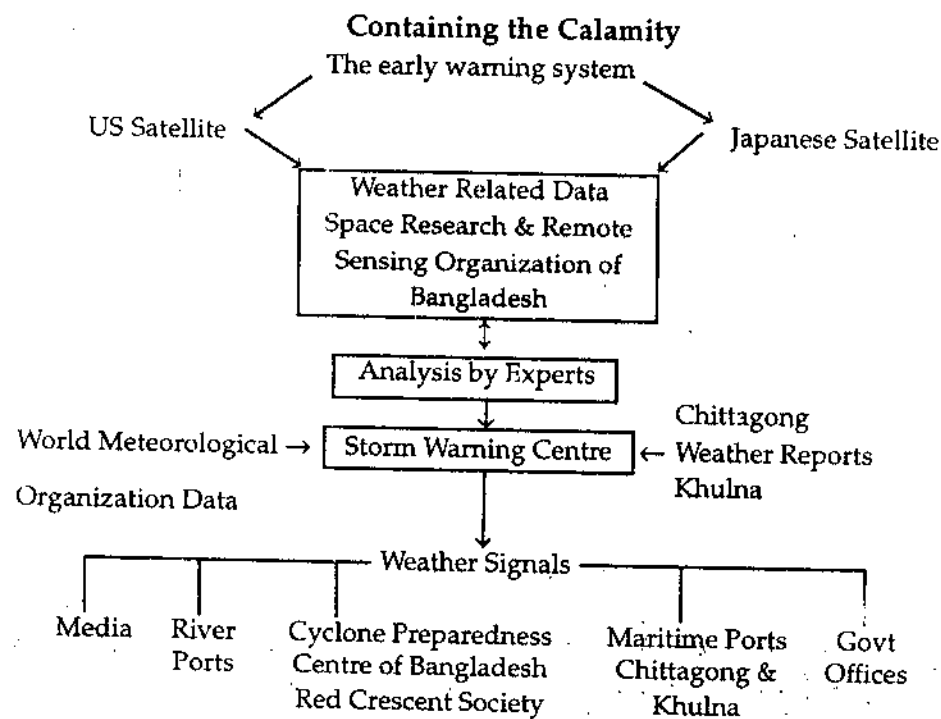 Containing the Calamity
The early warning system
US Satellite
Japanese Satellite
Weather Related Data
Space Research & Remote
Sensing Organization of
Bangladesh
Analysis by Experts
World Meteorological →
Organization Data
Storm Warning Centre
← Chittagong
Weather Reports
Khulna
Weather Signals
Media
River
Ports
Cyclone Preparedness
Centre of Bangladesh
Red Crescent Society
Maritime Ports
Chittagong &
Khulna
Govt
Offices